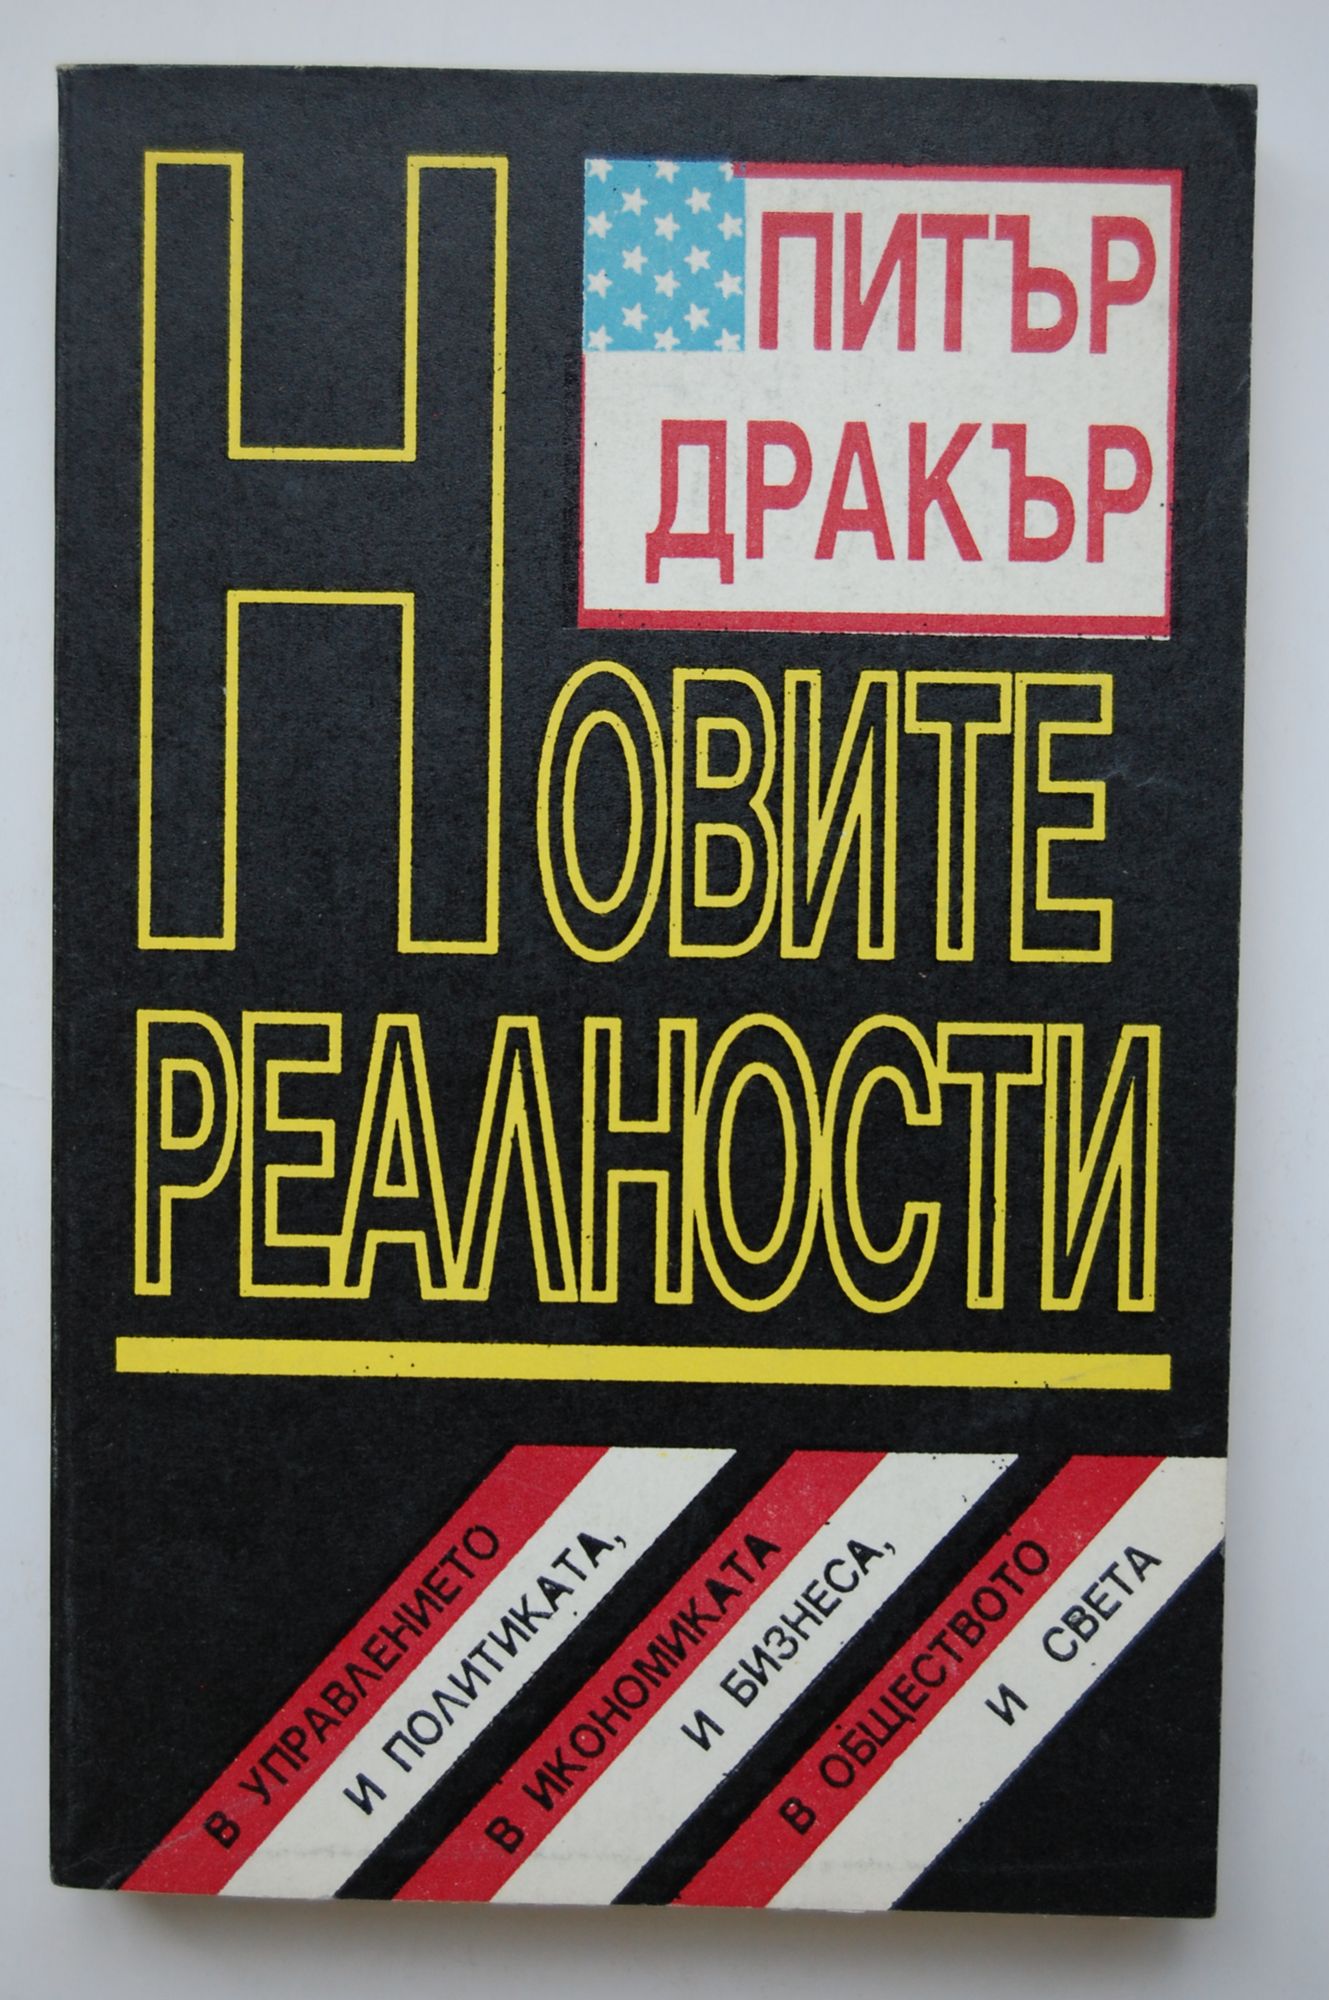 ПИТЪР
ДРАКЪР
НОВИТЕ
РЕАЛНОСТИ
В УПРАВЛЕНИЕТО
И ПОЛИТИКАТА,
В ИКОНОМИКАТА
И БИЗНЕСА,
В ОБЩЕСТВОТО
И СВЕТА